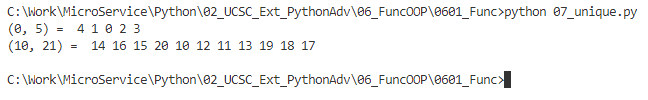 C:\Work\MicroService\Python\02_UCSC_Ext_PythonAdv\06_FuncOOP\0601_Func>python 07_unique.py
(0, 5) =  4 1 0 2 3
(10, 21) =  14 16 15 20 10 12 11 13 19 18 17
C:\Work\MicroService\Python\02_UCSC_Ext_PythonAdv\06_FuncOOP\0601_Func>